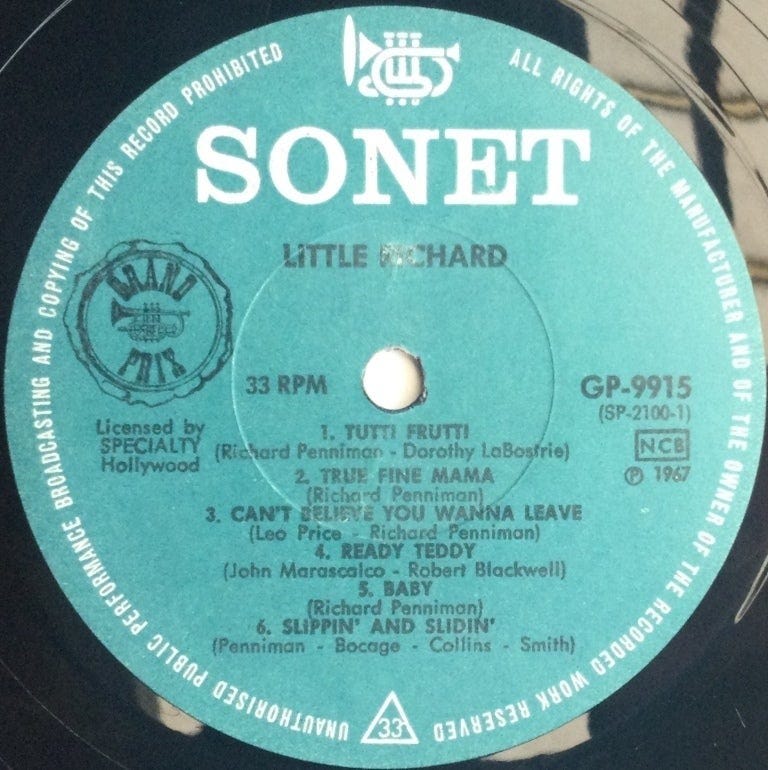 UNAUTHORISED PUBLIC PERFORMANCE BROADCASTING AND COPYING OF THIS RECORD PROHIBITED
ALL RIGHTS OF THE MANUFACTURER AND OF THE OWNER OF THE RECORDED WORK RESERVED
SONET
LITTLE RICHARD
GRAND
PRIX
33 RPM
GP-9915
(SP-2100-1)
Licensed by
SPECIALTY
Hollywood
NCB
℗ 1967
1. TUTTI FRUTTI
(Richard Penniman - Dorothy LaBostrie)
2. TRUE FINE MAMA
(Richard Penniman)
3. CAN'T BELIEVE YOU WANNA LEAVE
(Leo Price - Richard Penniman)
4. READY TEDDY
(John Marascalco - Robert Blackwell)
5. BABY
(Richard Penniman)
6. SLIPPIN' AND SLIDIN'
(Penniman - Bocage - Collins - Smith)
33